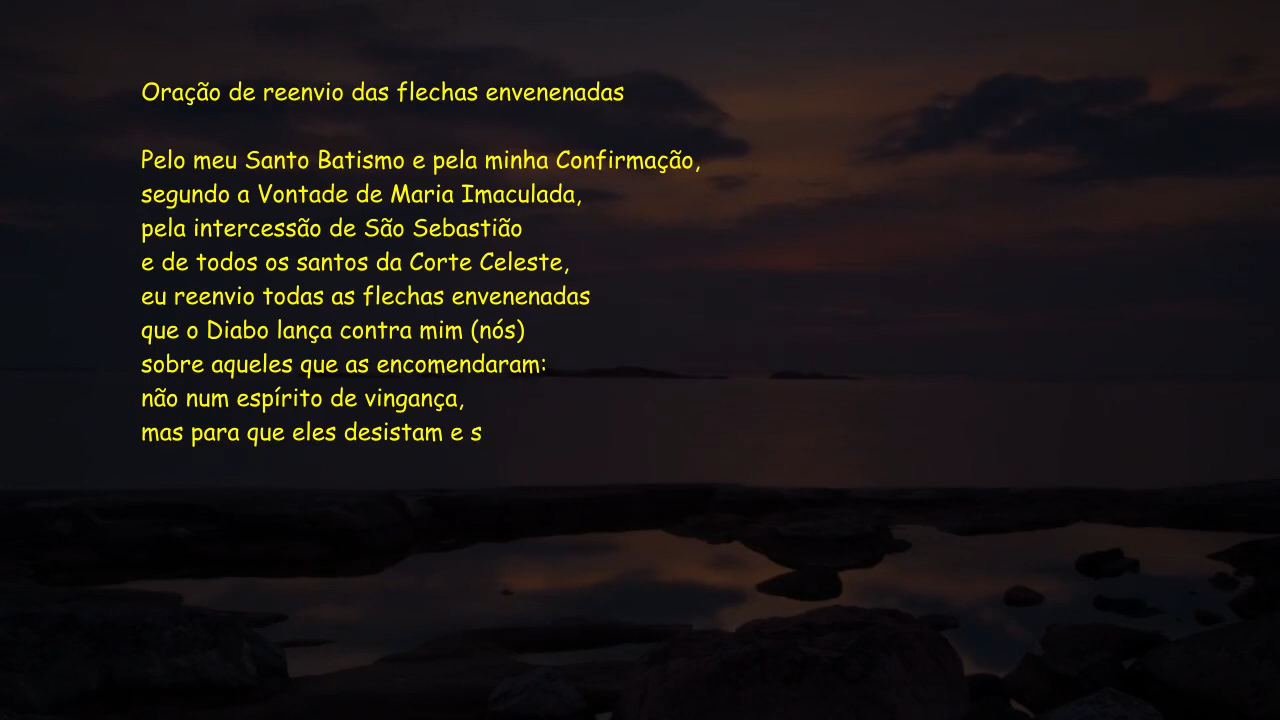 Oração de reenvio das flechas envenenadas
Pelo meu Santo Batismo e pela minha Confirmação,
segundo a Vontade de Maria Imaculada,
pela intercessão de São Sebastião
e de todos os santos da Corte Celeste,
eu reenvio todas as flechas envenenadas
que o Diabo lança contra mim (nós)
sobre aqueles que as encomendaram:
não num espírito de vingança,
mas para que eles desistam e s